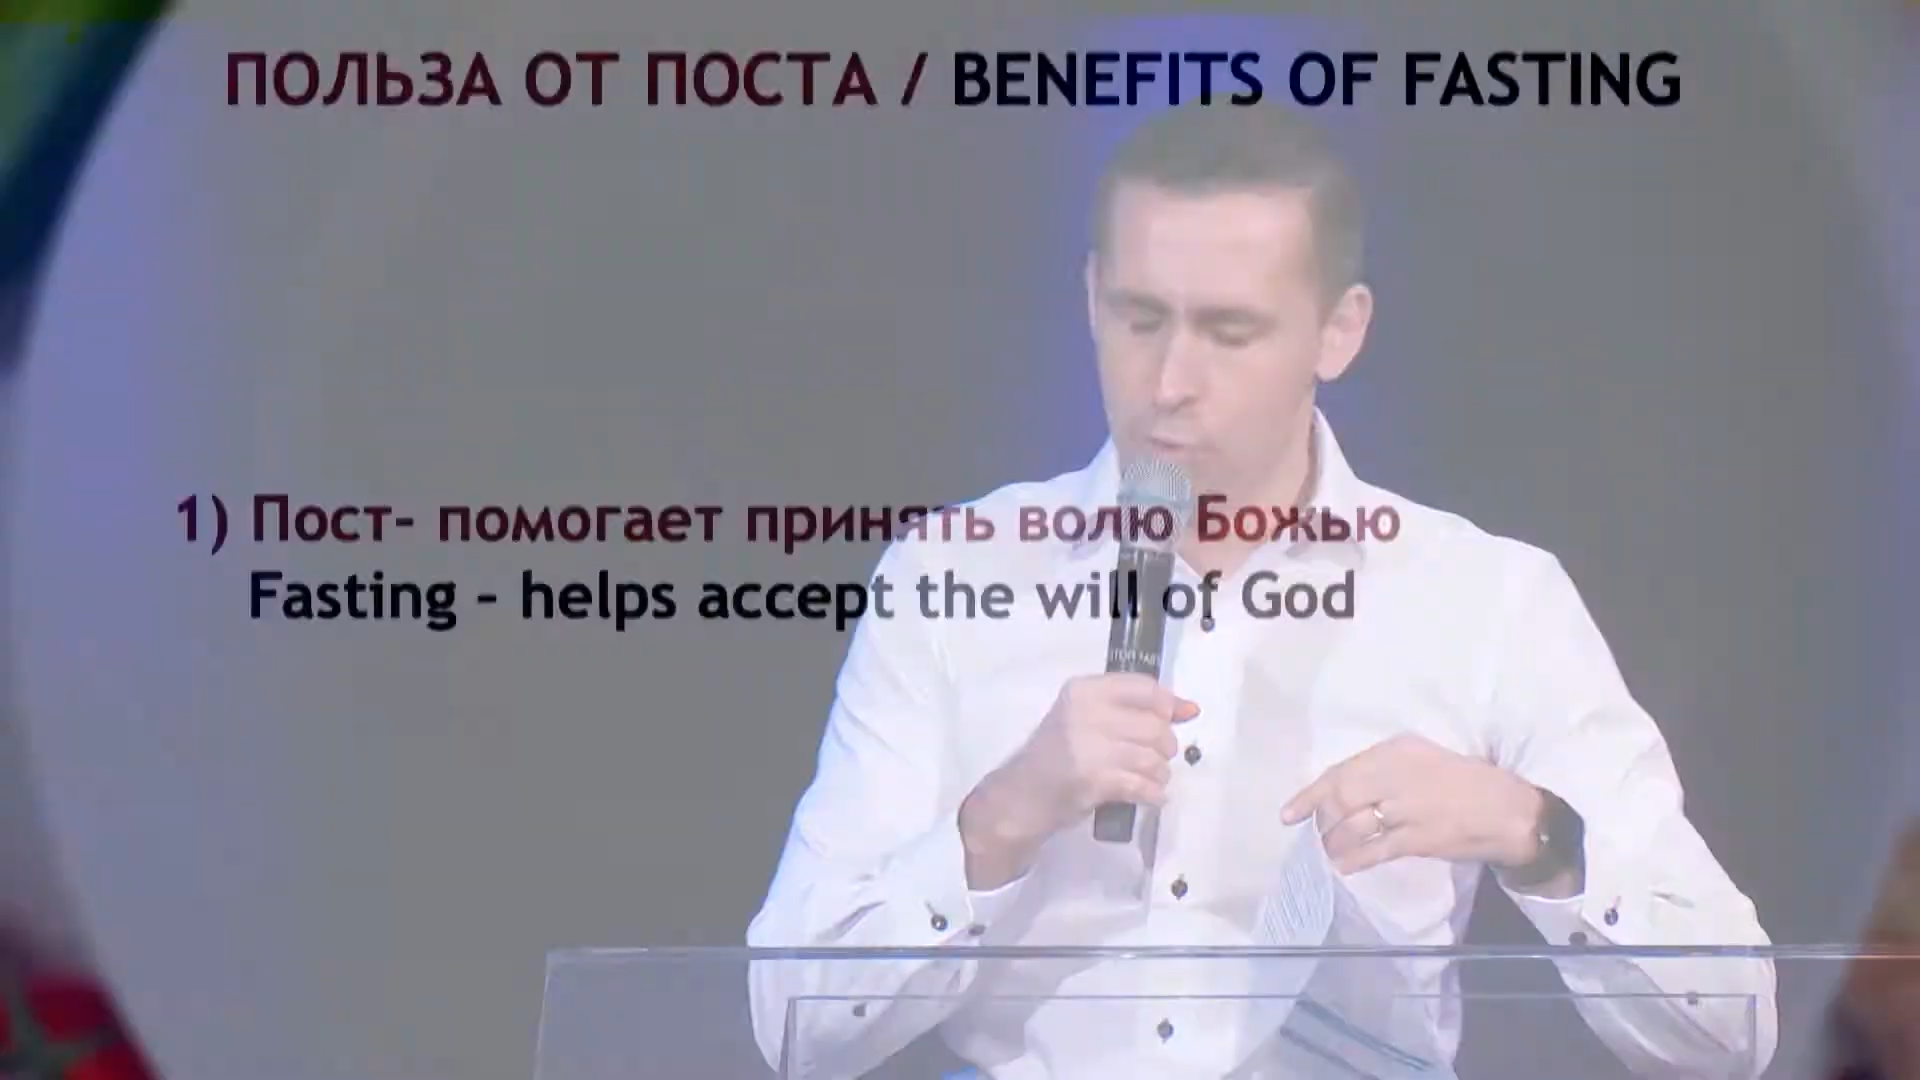 ПОЛЬЗА ОТ ПОСТА / BENEFITS OF FASTING
1) Пост- помогает принять волю Божью
Fasting - helps accept the will of God